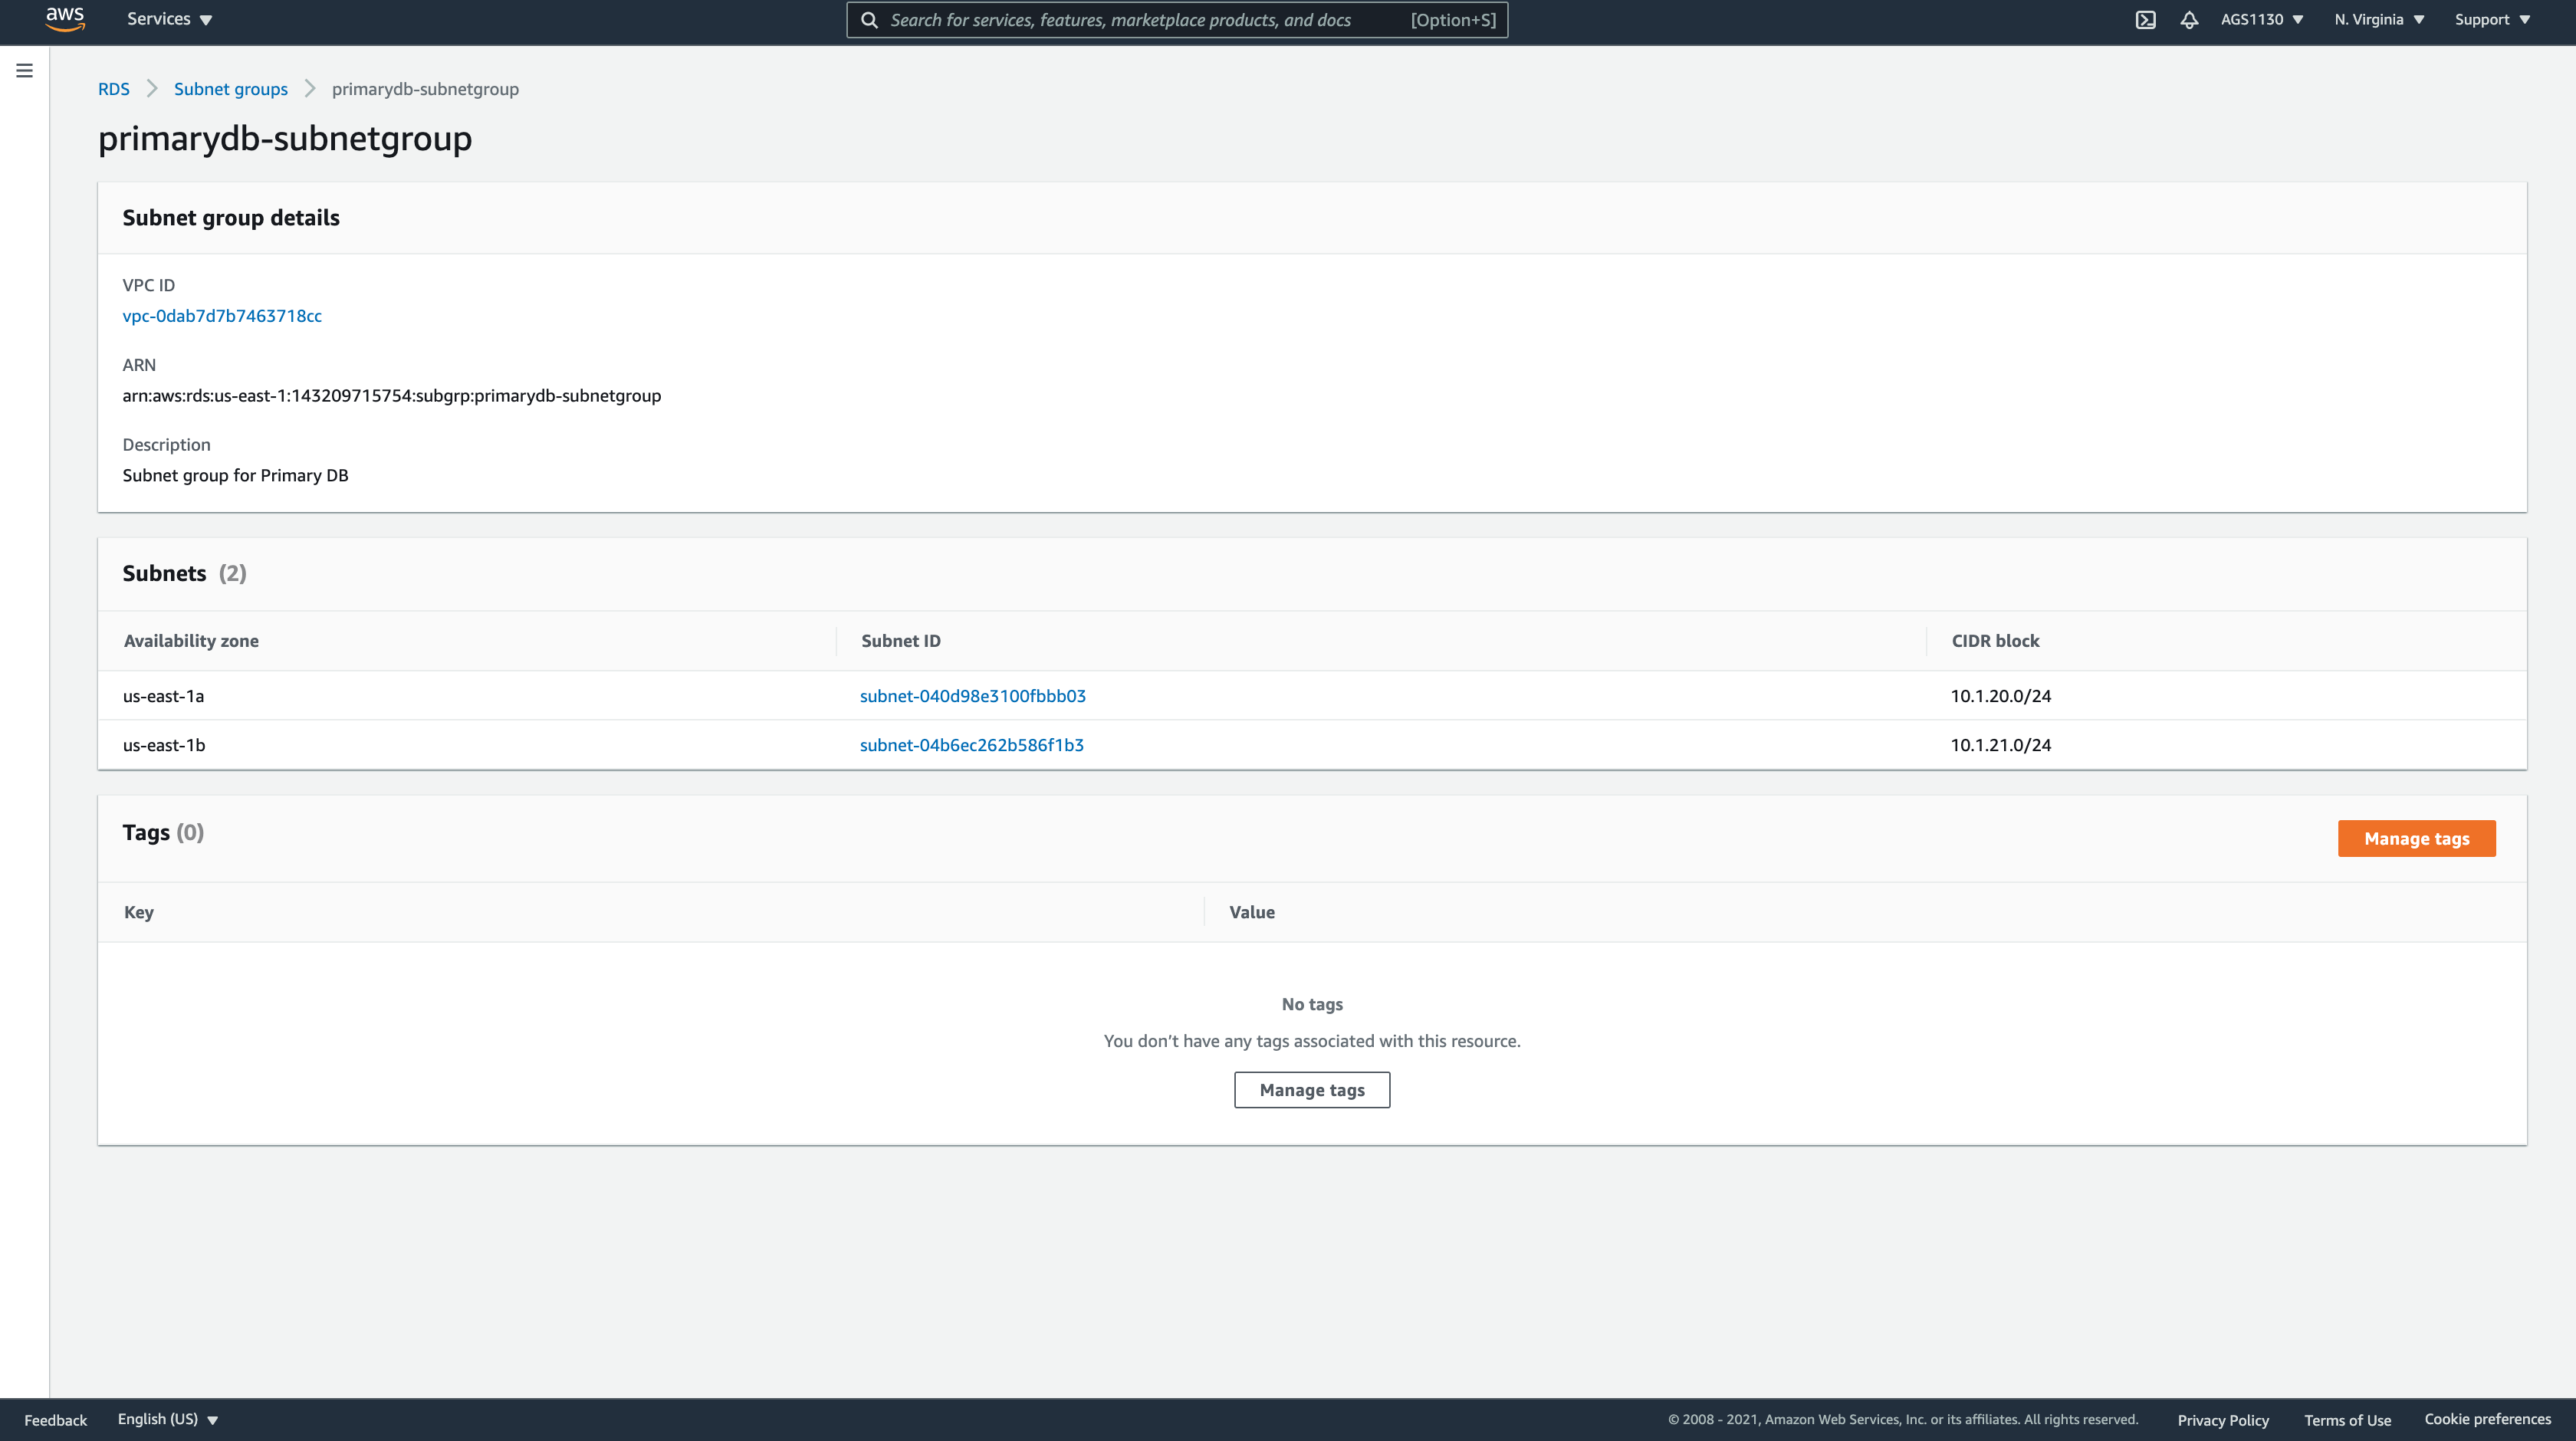 aws Services Search for services, features, marketplace products, and docs [Option+S] AGS1130 N. Virginia Support
RDS Subnet groups primarydb-subnetgroup
primarydb-subnetgroup
Subnet group details
VPC ID
vpc-0dab7d7b7463718cc
ARN
arn:aws:rds:us-east-1:143209715754:subgrp:primarydb-subnetgroup
Description
Subnet group for Primary DB
Subnets (2)
Availability zone Subnet ID CIDR block
us-east-1a subnet-040d98e3100fbbb03 10.1.20.0/24
us-east-1b subnet-04b6ec262b586f1b3 10.1.21.0/24
Tags (0) Manage tags
Key Value
No tags
You don't have any tags associated with this resource.
Manage tags
Feedback English (US) © 2008 - 2021, Amazon Web Services, Inc. or its affiliates. All rights reserved. Privacy Policy Terms of Use Cookie preferences